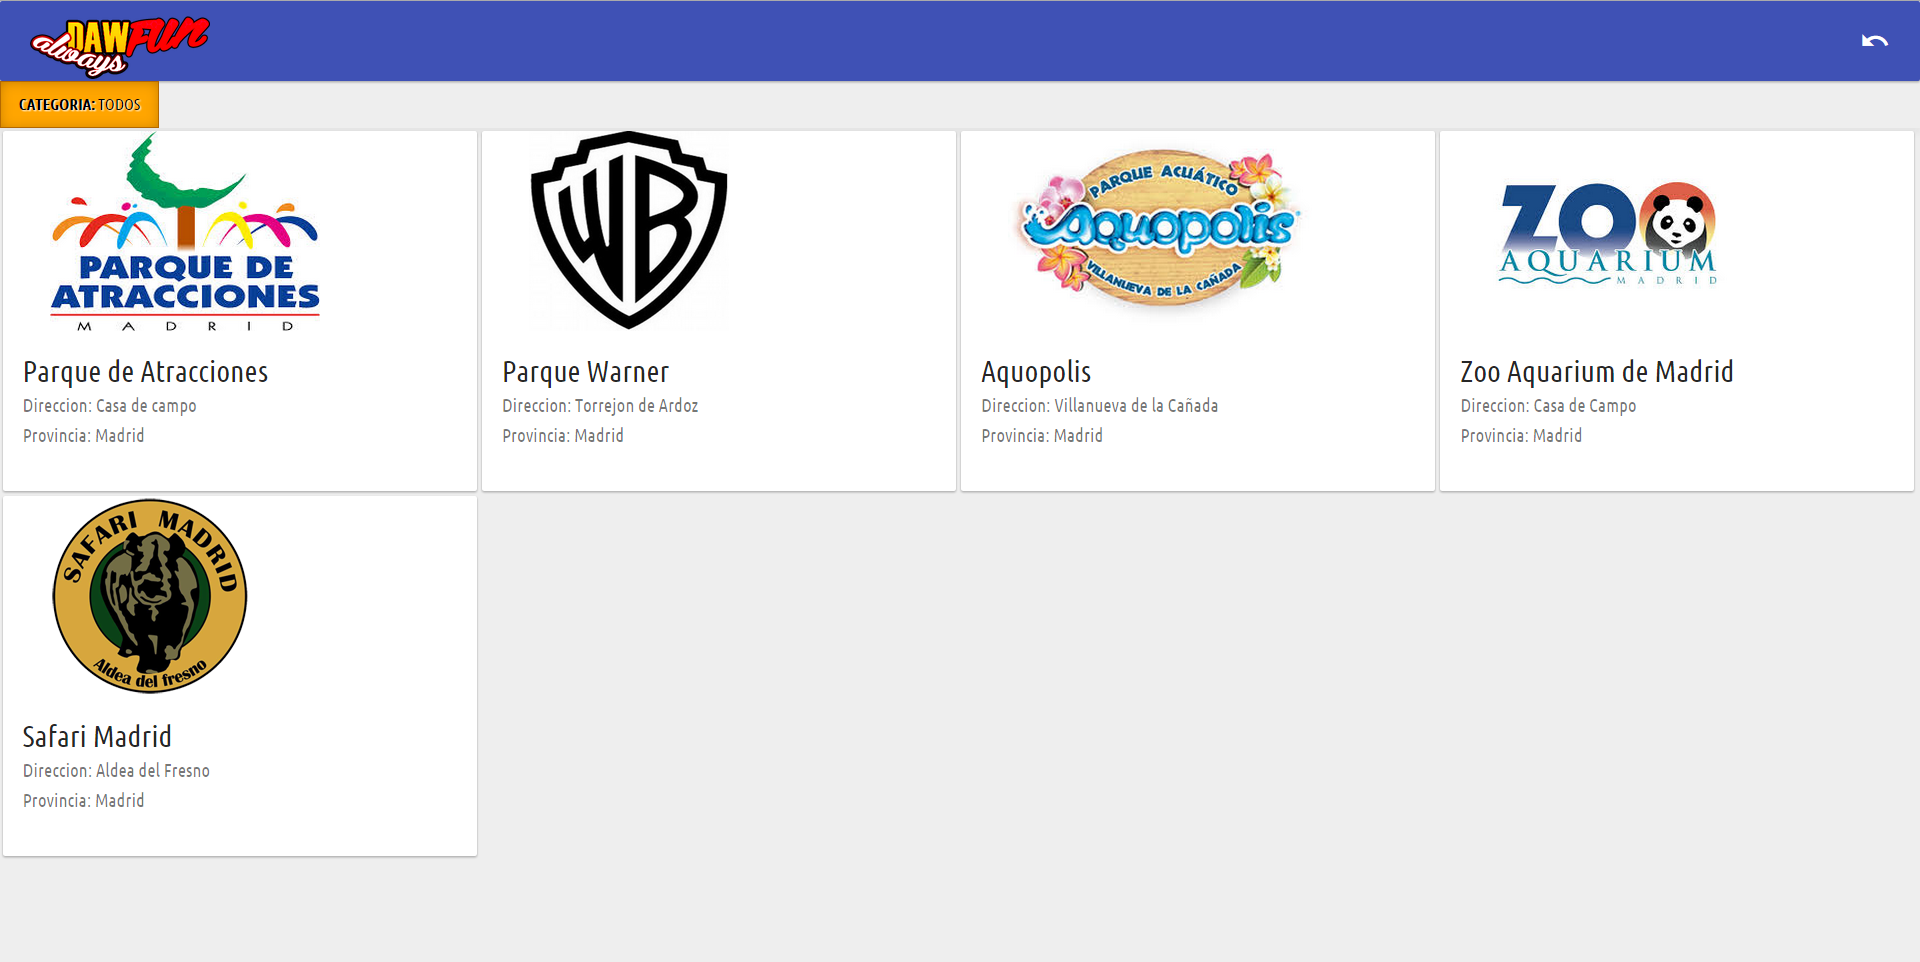 always DAW FUN
CATEGORIA: TODOS
PARQUE DE
ATRACCIONES
MADRID
Parque de Atracciones
Direccion: Casa de campo
Provincia: Madrid
WB
Parque Warner
Direccion: Torrejon de Ardoz
Provincia: Madrid
PARQUE ACUÁTICO
Aquopolis
VILLANUEVA DE LA CAÑADA
Aquopolis
Direccion: Villanueva de la Cañada
Provincia: Madrid
ZOO
AQUARIUM
MADRID
Zoo Aquarium de Madrid
Direccion: Casa de Campo
Provincia: Madrid
SAFARI MADRID
Aldea del fresno
Safari Madrid
Direccion: Aldea del Fresno
Provincia: Madrid